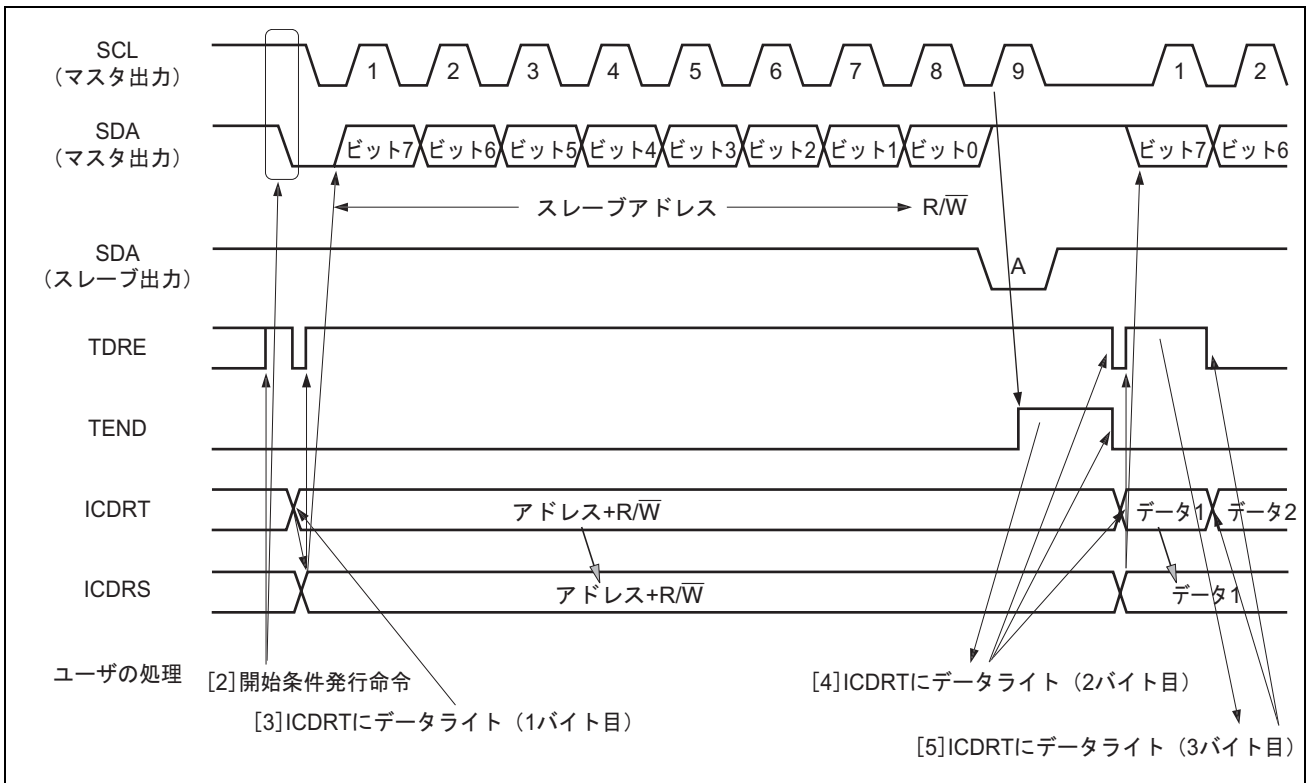 SCL
（マスタ出力）
1 2 3 4 5 6 7 8 9 1 2
SDA
（マスタ出力）
ビット7 ビット6 ビット5 ビット4 ビット3 ビット2 ビット1 ビット0 ビット7 ビット6
スレーブアドレス R/W̅
SDA
（スレーブ出力）
A
TDRE
TEND
ICDRT
アドレス+R/W̅ データ1 データ2
ICDRS
アドレス+R/W̅ データ1
ユーザの処理
[2]開始条件発行命令
[4]ICDRTにデータライト（2バイト目）
[3]ICDRTにデータライト（1バイト目）
[5]ICDRTにデータライト（3バイト目）